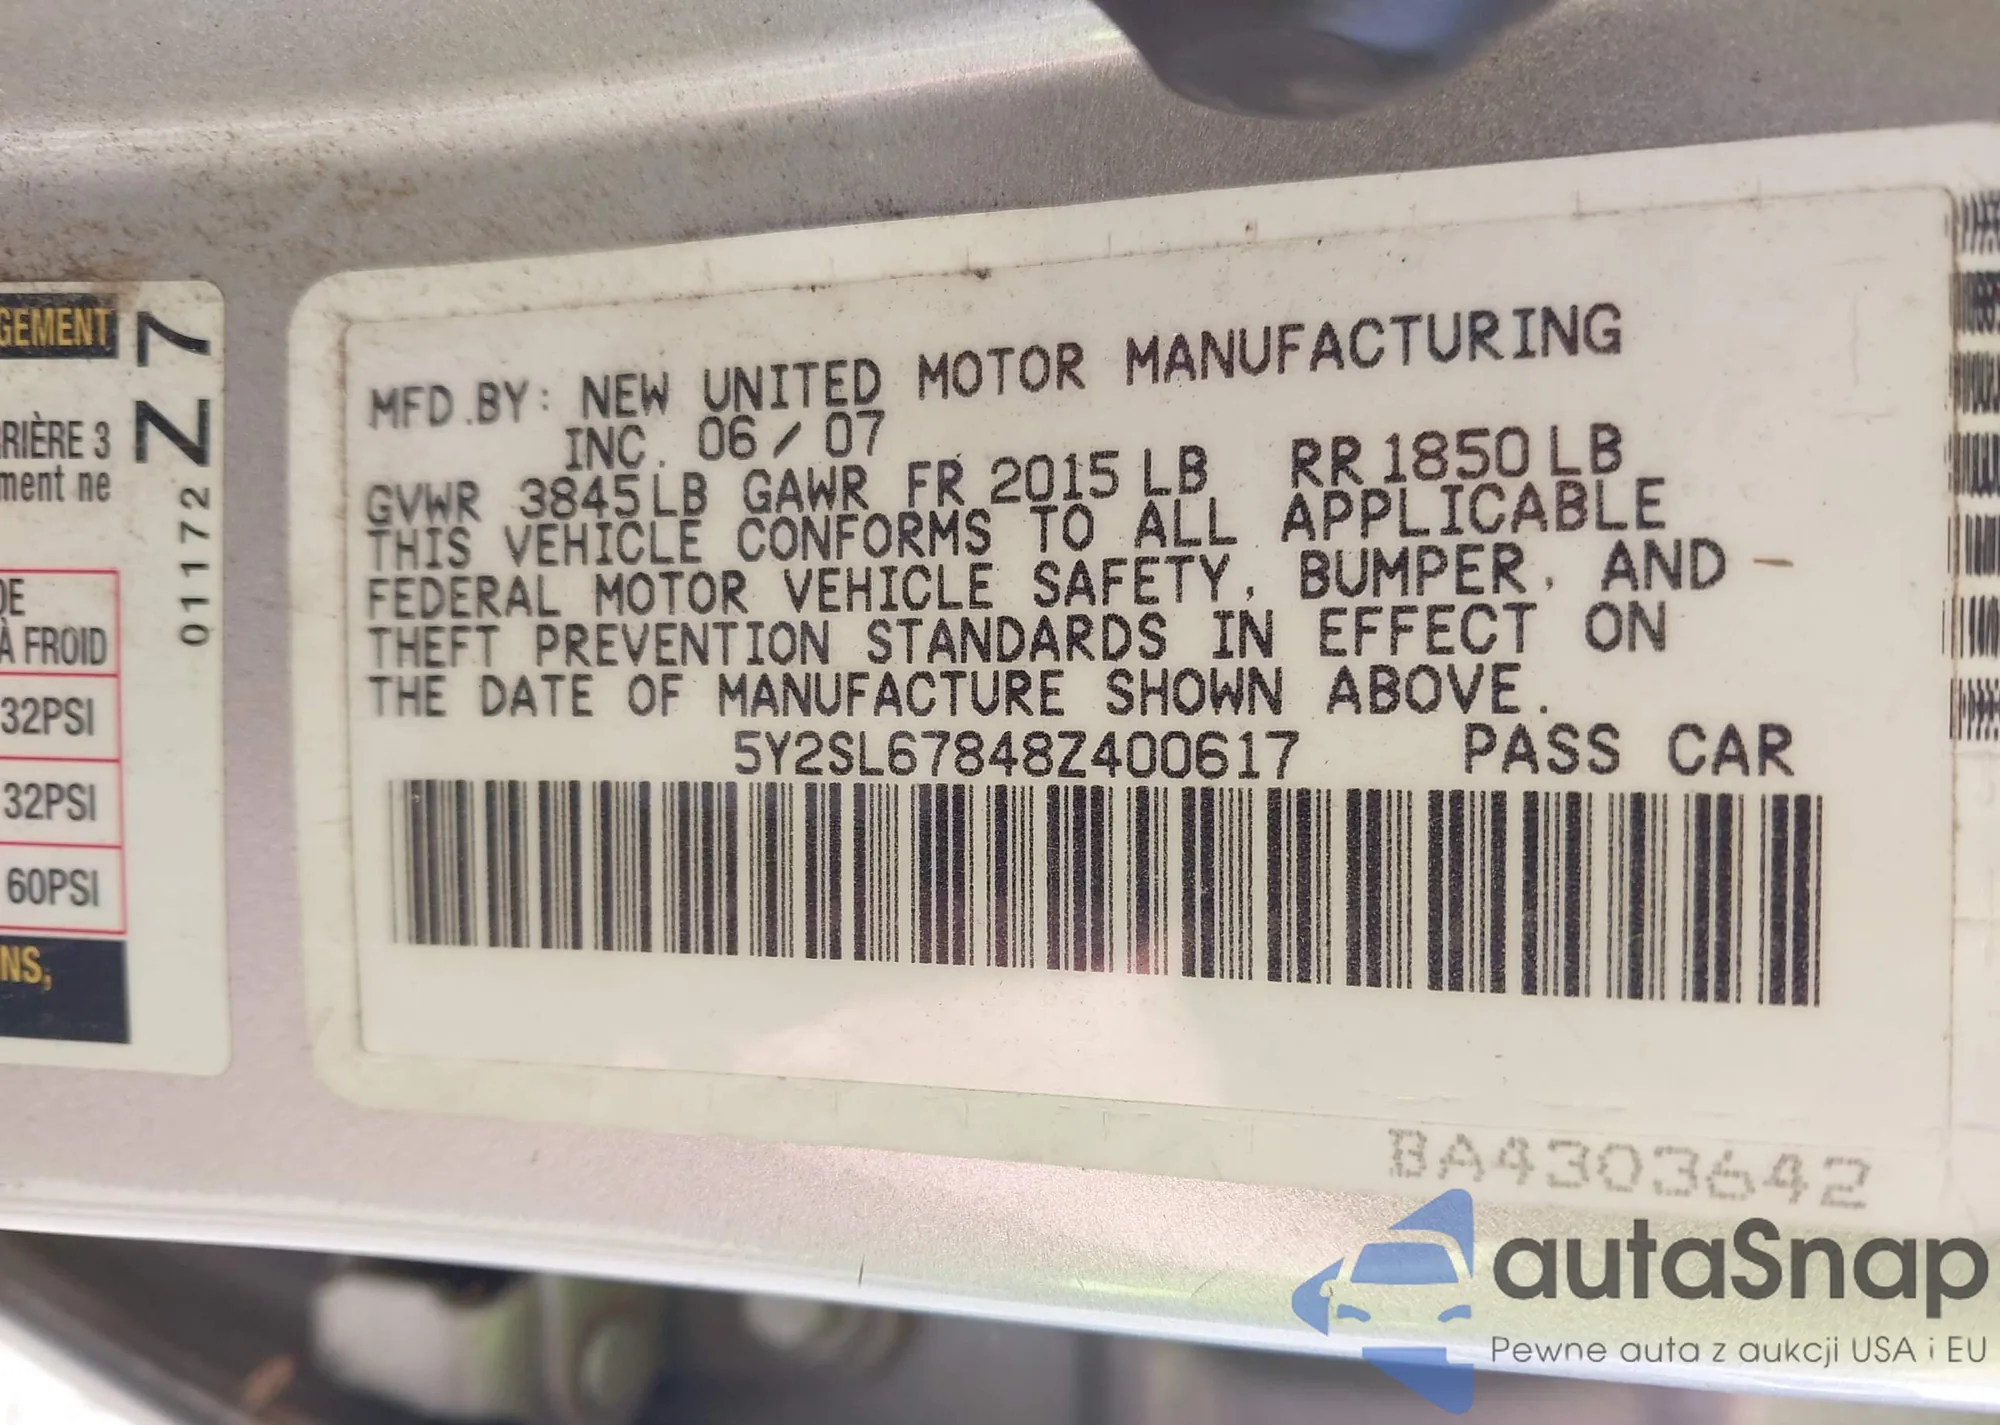 GEMENT
RIÈRE 3
ment ne
DE
À FROID
32PSI
32PSI
60PSI
NS,
Z7
01172
MFD.BY: NEW UNITED MOTOR MANUFACTURING
INC. 06/07
GVWR 3845LB GAWR FR 2015LB RR1850LB
THIS VEHICLE CONFORMS TO ALL APPLICABLE
FEDERAL MOTOR VEHICLE SAFETY, BUMPER, AND
THEFT PREVENTION STANDARDS IN EFFECT ON
THE DATE OF MANUFACTURE SHOWN ABOVE.
5Y2SL67848Z400617 PASS CAR
BA4303642
autaSnap
Pewne auta z aukcji USA i EU